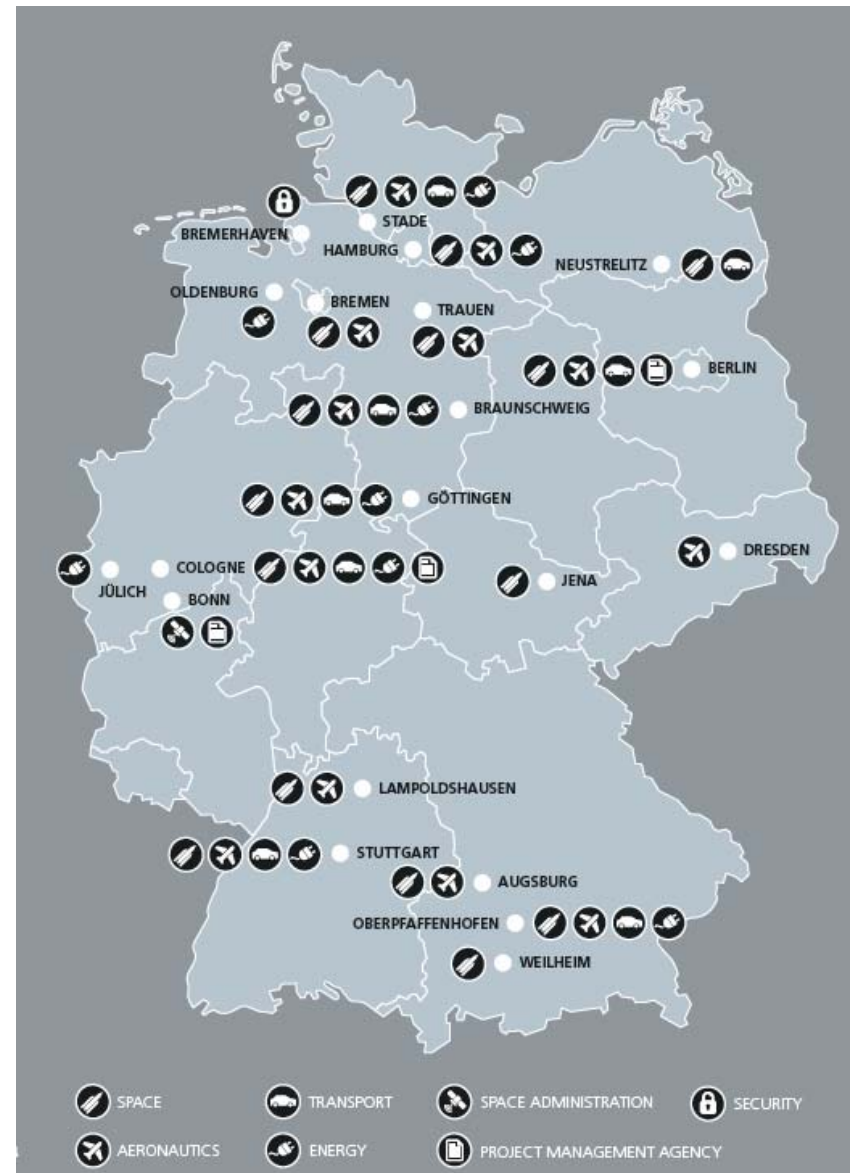 STADE
BREMERHAVEN
HAMBURG
NEUSTRELITZ
OLDENBURG
BREMEN
TRAUEN
BERLIN
BRAUNSCHWEIG
GÖTTINGEN
DRESDEN
COLOGNE
JÜLICH
JENA
BONN
LAMPOLDSHAUSEN
STUTTGART
AUGSBURG
OBERPFAFFENHOFEN
WEILHEIM
SPACE TRANSPORT SPACE ADMINISTRATION SECURITY
AERONAUTICS ENERGY PROJECT MANAGEMENT AGENCY